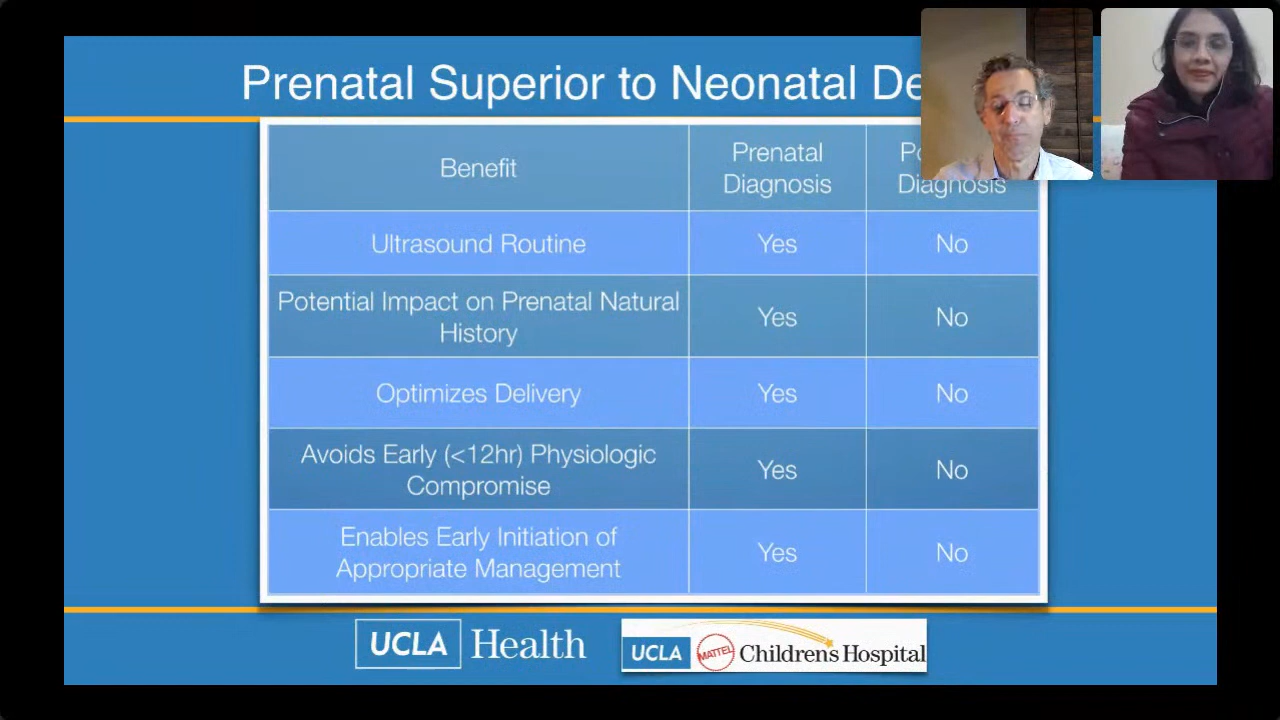 Prenatal Superior to Neonatal
Benefit
Prenatal
Diagnosis
Diagnosis
Ultrasound Routine
Yes
No
Potential Impact on Prenatal Natural
History
Yes
No
Optimizes Delivery
Yes
No
Avoids Early (<12hr) Physiologic
Compromise
Yes
No
Enables Early Initiation of
Appropriate Management
Yes
No
UCLA Health
UCLA MATTEL Children's Hospital